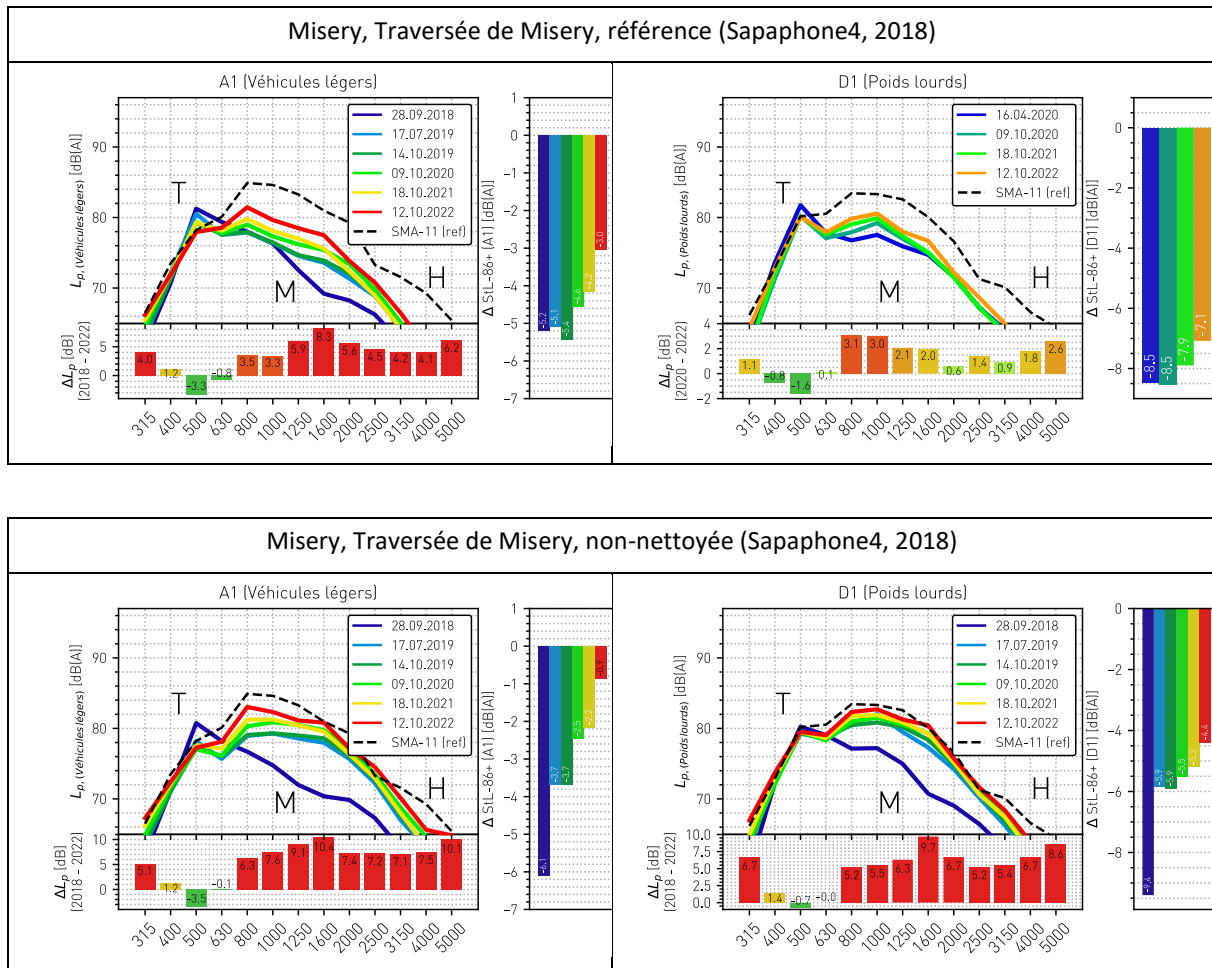 Misery, Traversée de Misery, référence (Sapaphone4, 2018)
A1 (Véhicules légers)
Lp, (Véhicules légers) [dB(A)]
90
80
70
T
M
H
28.09.2018
17.07.2019
14.10.2019
09.10.2020
18.10.2021
12.10.2022
SMA-11 (ref)
ΔLp [dB]
[2018 - 2022]
5
0
4.0 1.2 -3.3 -0.8 3.5 3.3 5.9 8.3 5.6 4.5 4.2 4.1 6.2
315 400 500 630 800 1000 1250 1600 2000 2500 3150 4000 5000
Δ StL-86+ (A1) [dB(A)]
1
0
-1
-2
-3
-4
-5
-6
-7
-5.2 -5.1 -5.4 -4.6 -4.2 -3.0
D1 (Poids lourds)
Lp, (Poids lourds) [dB(A)]
90
80
70
T
M
H
16.04.2020
09.10.2020
18.10.2021
12.10.2022
SMA-11 (ref)
ΔLp [dB]
[2020 - 2022]
4
2
0
-2
1.1 -0.8 -1.6 0.1 3.1 3.0 2.1 2.0 0.6 1.4 0.9 1.8 2.6
315 400 500 630 800 1000 1250 1600 2000 2500 3150 4000 5000
Δ StL-86+ (D1) [dB(A)]
0
-2
-4
-6
-8
-8.5 -8.5 -7.9 -7.1
Misery, Traversée de Misery, non-nettoyée (Sapaphone4, 2018)
A1 (Véhicules légers)
Lp, (Véhicules légers) [dB(A)]
90
80
70
T
M
H
28.09.2018
17.07.2019
14.10.2019
09.10.2020
18.10.2021
12.10.2022
SMA-11 (ref)
ΔLp [dB]
[2018 - 2022]
10
5
0
5.1 1.2 -3.5 -0.1 6.3 7.6 9.1 10.4 7.4 7.2 7.1 7.5 10.1
315 400 500 630 800 1000 1250 1600 2000 2500 3150 4000 5000
Δ StL-86+ (A1) [dB(A)]
1
0
-1
-2
-3
-4
-5
-6
-7
-6.1 -3.7 -3.7 -2.5 -2.2 -0.9
D1 (Poids lourds)
Lp, (Poids lourds) [dB(A)]
90
80
70
T
M
H
28.09.2018
17.07.2019
14.10.2019
09.10.2020
18.10.2021
12.10.2022
SMA-11 (ref)
ΔLp [dB]
[2018 - 2022]
10.0
7.5
5.0
2.5
0.0
6.7 1.4 -0.7 -0.0 5.2 5.5 6.3 9.7 6.7 5.2 5.4 6.7 8.6
315 400 500 630 800 1000 1250 1600 2000 2500 3150 4000 5000
Δ StL-86+ (D1) [dB(A)]
0
-2
-4
-6
-8
-9.4 -5.9 -5.9 -5.5 -5.2 -4.4